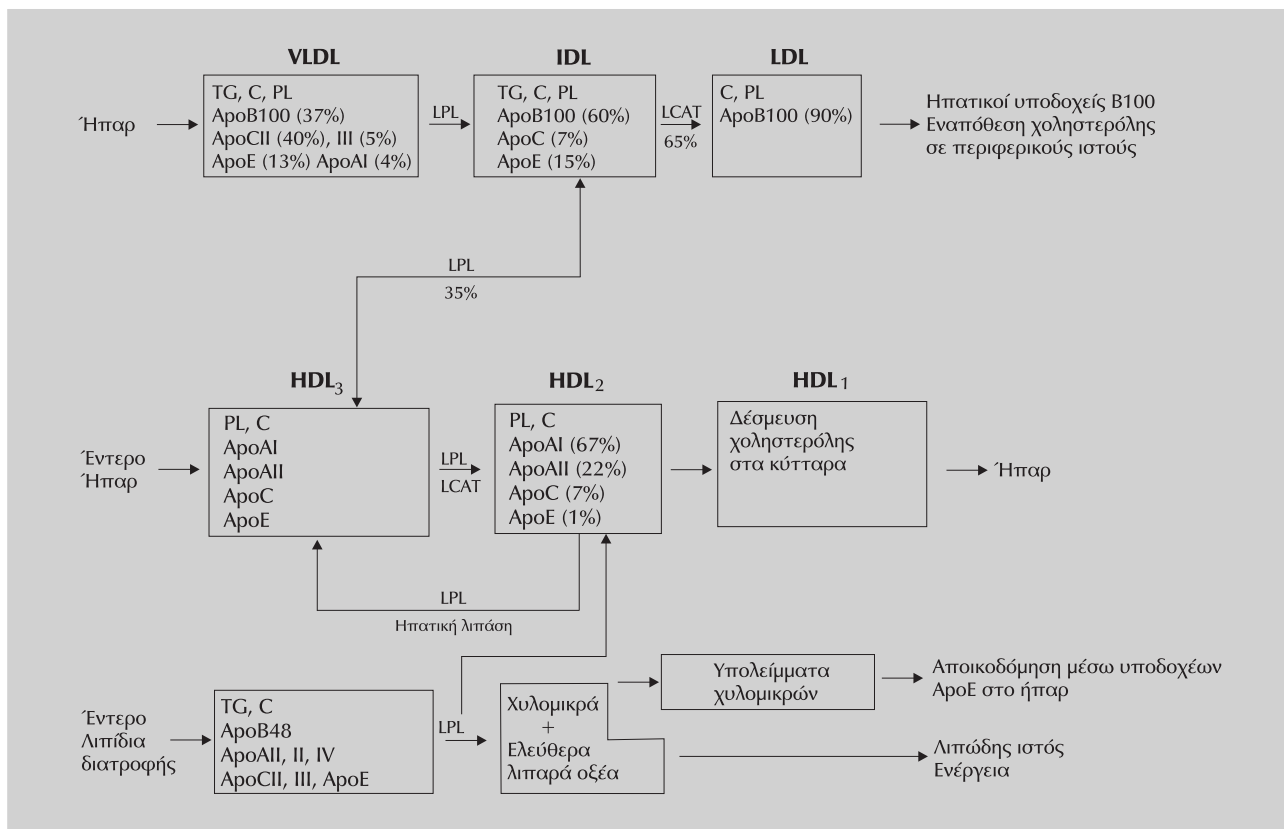 VLDL
IDL
LDL
Ήπαρ
TG, C, PL
ApoB100 (37%)
ApoCII (40%), III (5%)
ApoE (13%) ApoAI (4%)
LPL
TG, C, PL
ApoB100 (60%)
ApoC (7%)
ApoE (15%)
LCAT
65%
C, PL
ApoB100 (90%)
Ηπατικοί υποδοχείς Β100
Εναπόθεση χοληστερόλης
σε περιφερικούς ιστούς
LPL
35%
HDL3
HDL2
HDL1
Έντερο
Ήπαρ
PL, C
ApoAI
ApoAII
ApoC
ApoE
LPL
LCAT
PL, C
ApoAI (67%)
ApoAII (22%)
ApoC (7%)
ApoE (1%)
Δέσμευση
χοληστερόλης
στα κύτταρα
Ήπαρ
LPL
Ηπατική λιπάση
Έντερο
Λιπίδια
διατροφής
TG, C
ApoB48
ApoAII, II, IV
ApoCII, III, ApoE
LPL
Χυλομικρά
+
Ελεύθερα
λιπαρά οξέα
Υπολείμματα
χυλομικρών
Αποικοδόμηση μέσω υποδοχέων
ApoE στο ήπαρ
Λιπώδης ιστός
Ενέργεια